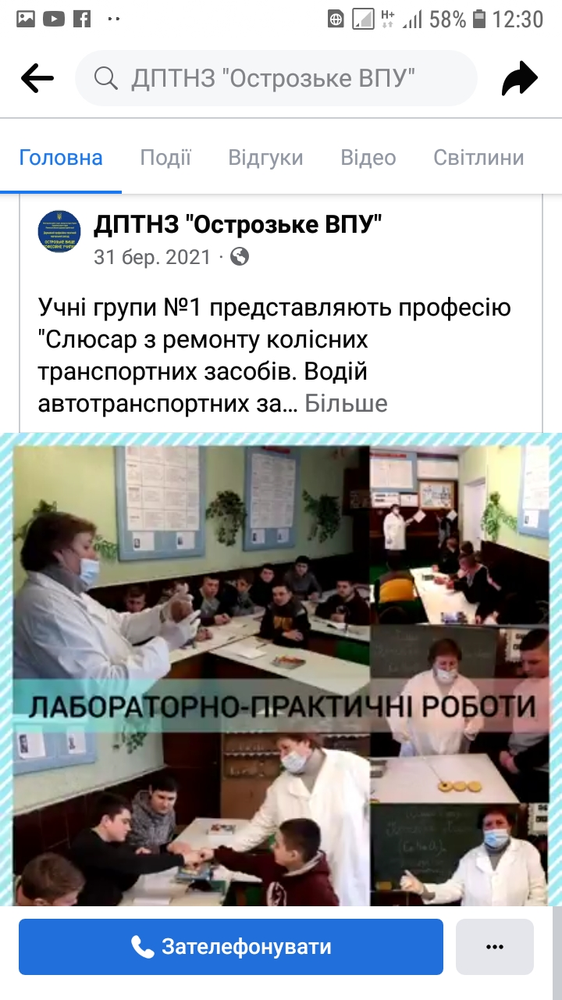 58% 12:30
ДПТНЗ "Острозьке ВПУ"
Головна Події Відгуки Відео Світлини
ДПТНЗ "Острозьке ВПУ"
31 бер. 2021 ·
Учні групи №1 представляють професію
"Слюсар з ремонту колісних
транспортних засобів. Водій
автотранспортних за... Більше
ЛАБОРАТОРНО-ПРАКТИЧНІ РОБОТИ
Зателефонувати